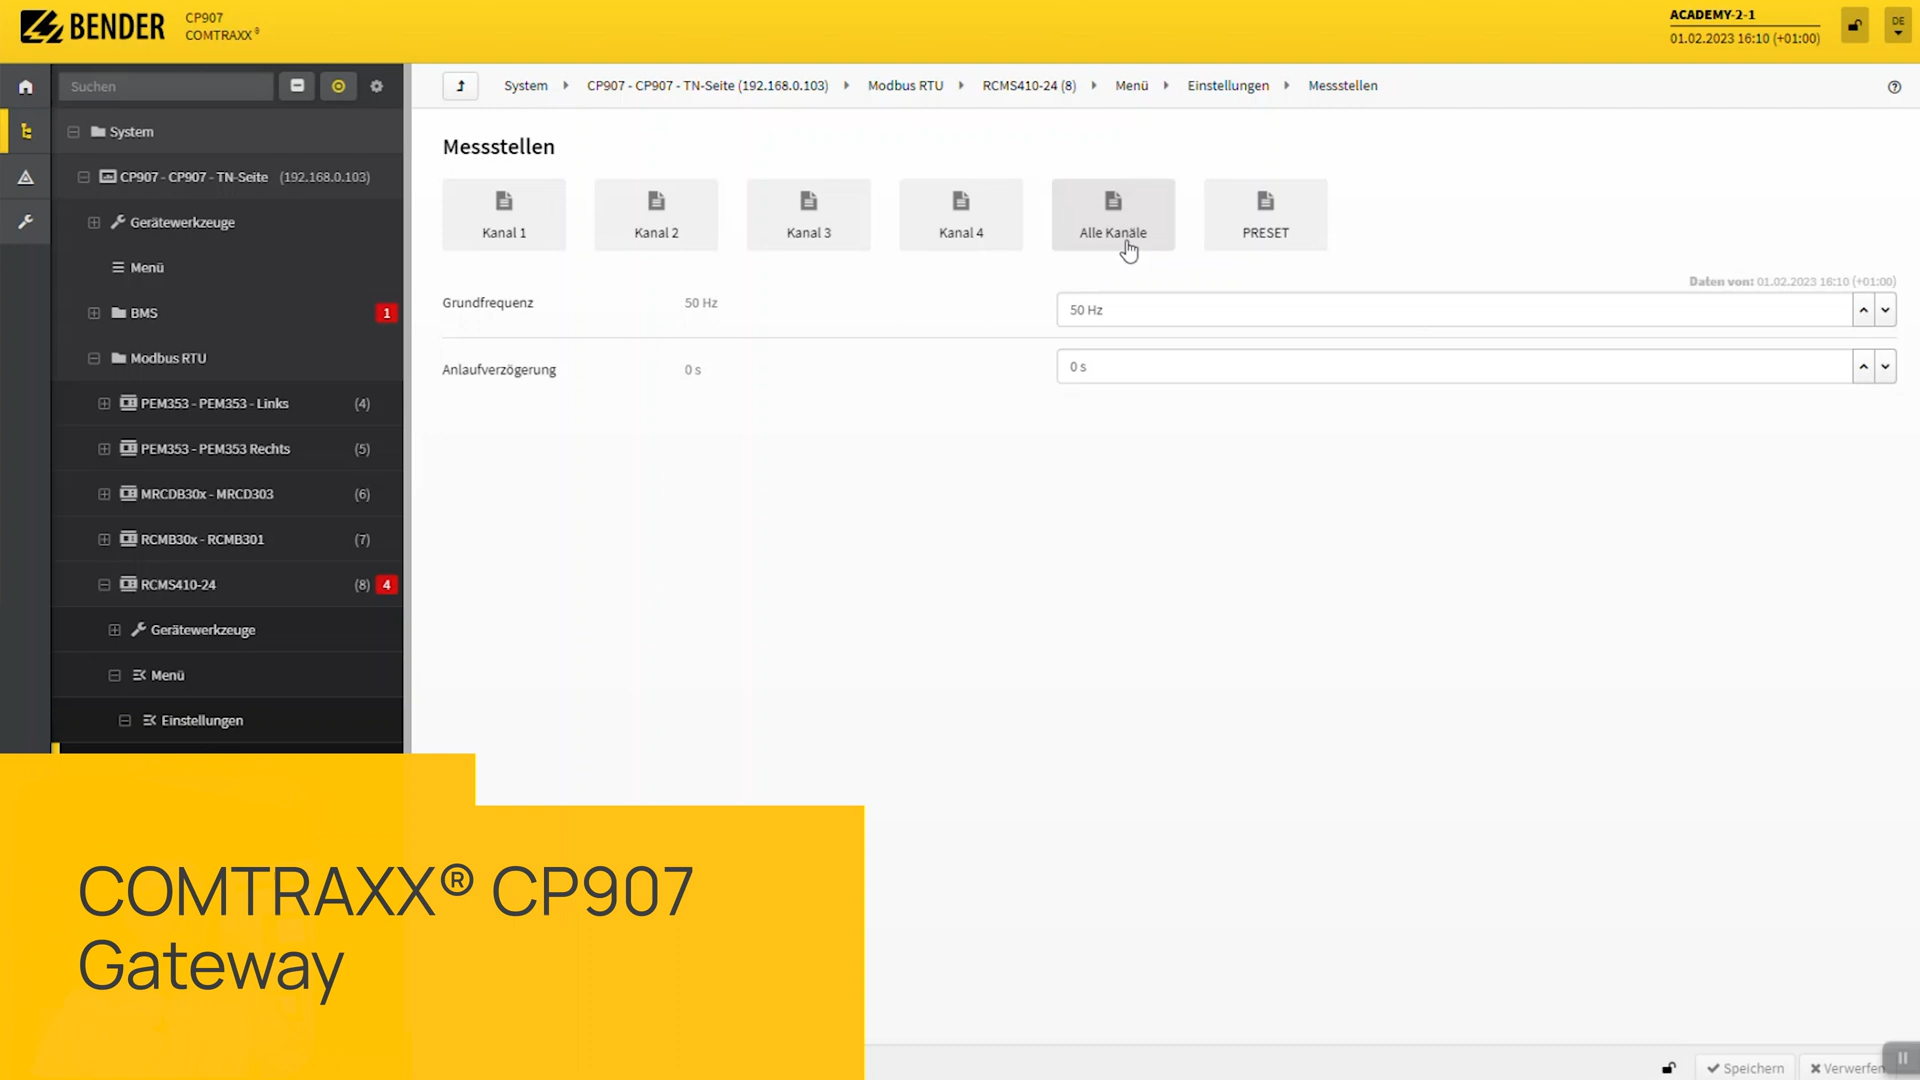 BENDER
CP907
COMTRAXX®
ACADEMY-2-1
01.02.2023 16:10 (+01:00)
DE
Suchen
System
CP907 - CP907 - TN-Seite (192.168.0.103)
Gerätewerkzeuge
Menü
BMS 1
Modbus RTU
PEM353 - PEM353 - Links (4)
PEM353 - PEM353 Rechts (5)
MRCDB30x - MRCD303 (6)
RCMB30x - RCMB301 (7)
RCMS410-24 (8) 4
Gerätewerkzeuge
Menü
Einstellungen
System CP907 - CP907 - TN-Seite (192.168.0.103) Modbus RTU RCMS410-24 (8) Menü Einstellungen Messstellen
Messstellen
Kanal 1 Kanal 2 Kanal 3 Kanal 4 Alle Kanäle PRESET
Daten von: 01.02.2023 16:10 (+01:00)
Grundfrequenz 50 Hz 50 Hz
Anlaufverzögerung 0 s 0 s
COMTRAXX® CP907
Gateway
Speichern Verwerfen